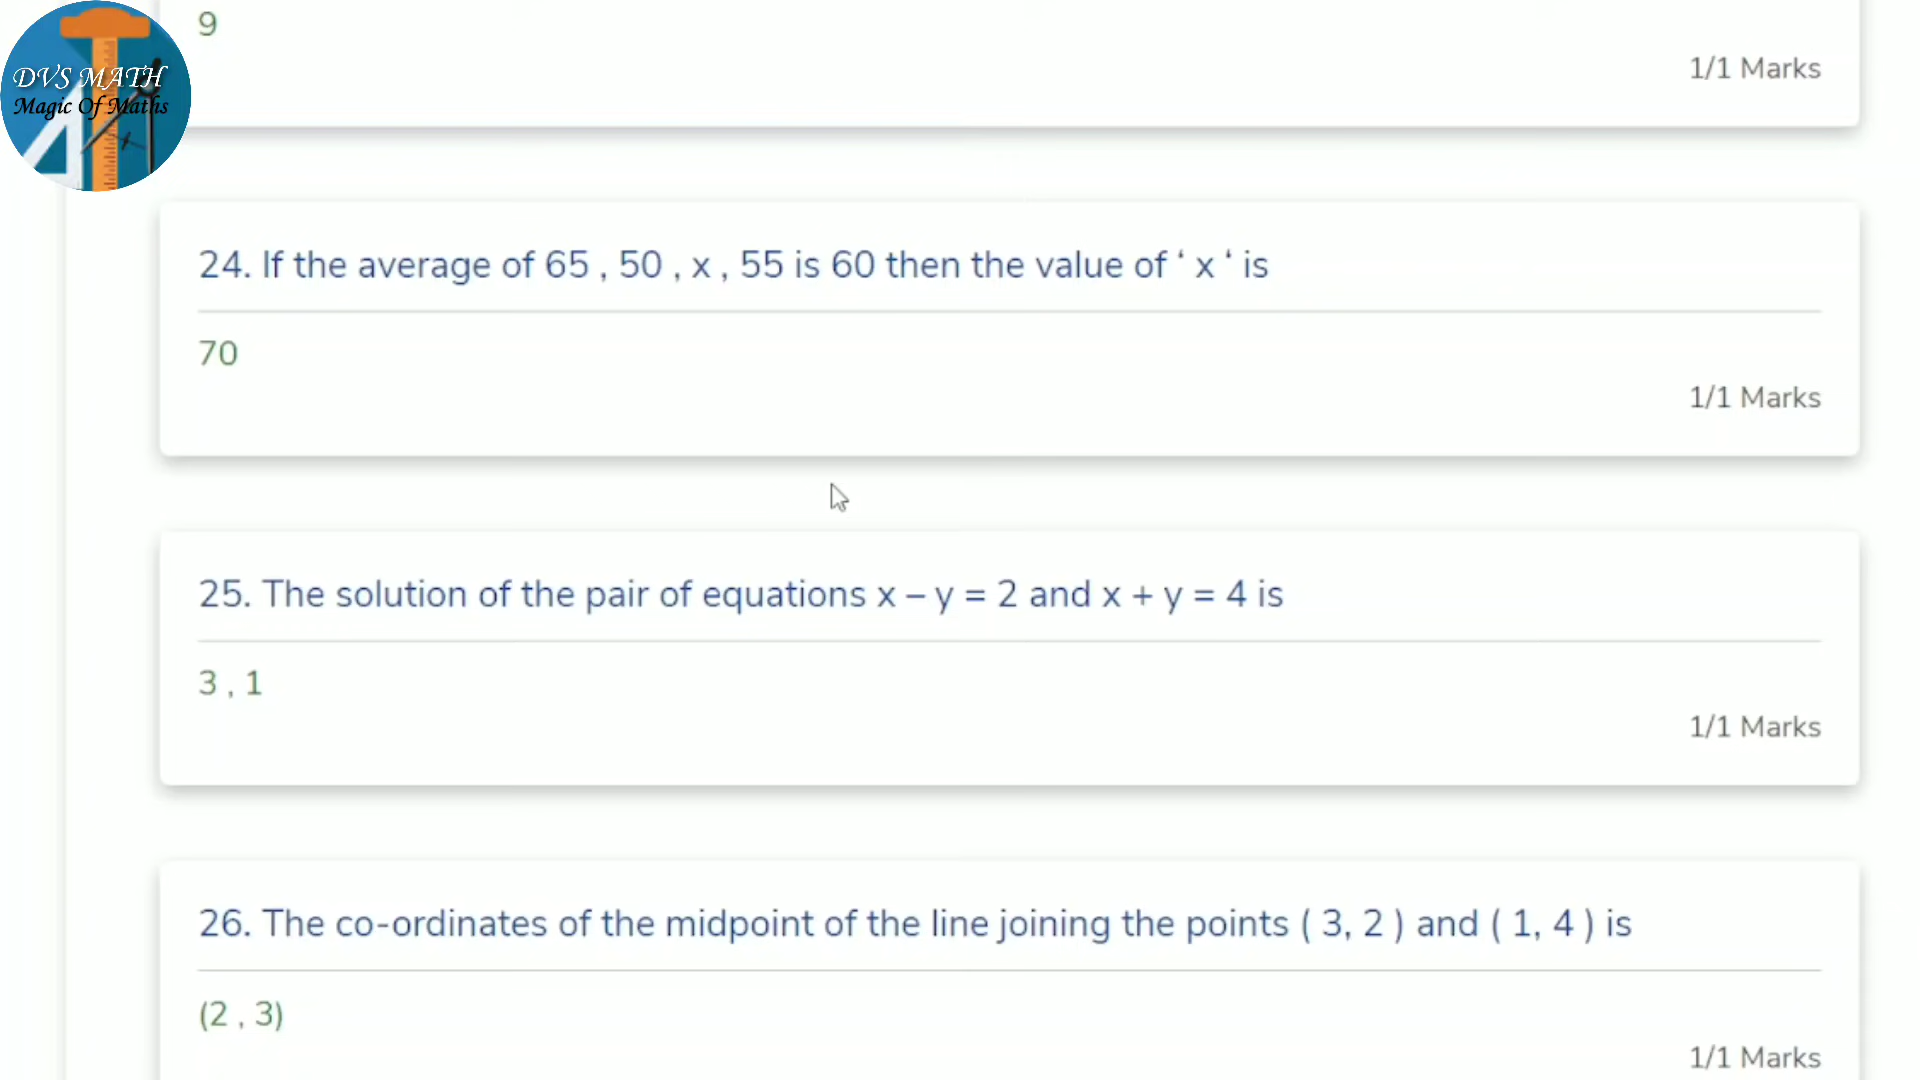 9
DVS MATH
Magic Of Maths
1/1 Marks
24. If the average of 65 , 50 , x , 55 is 60 then the value of ‘ x ‘ is
70
1/1 Marks
25. The solution of the pair of equations x – y = 2 and x + y = 4 is
3 , 1
1/1 Marks
26. The co-ordinates of the midpoint of the line joining the points ( 3, 2 ) and ( 1, 4 ) is
(2 , 3)
1/1 Marks